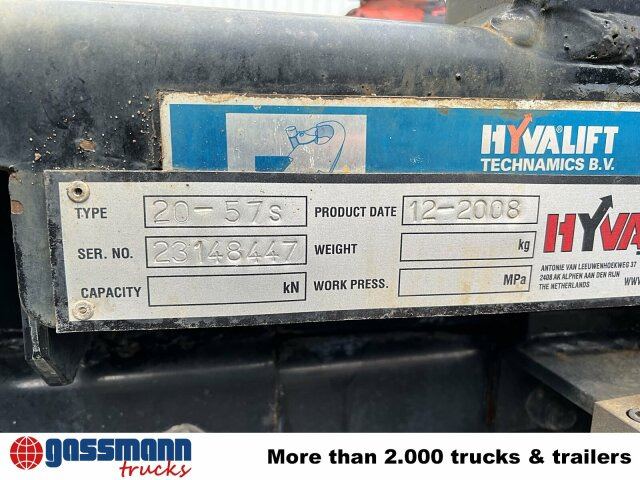 HYVALIFT
TECHNAMICS B.V.
TYPE 20-57s PRODUCT DATE 12-2008
SER. NO. 23148447 WEIGHT kg
CAPACITY kN WORK PRESS. MPa
HYVA
ANTONIE VAN LEEUWENHOEKWEG 37
2408 AK ALPHEN AAN DEN RIJN
THE NETHERLANDS WWW
gassmann
trucks
More than 2.000 trucks & trailers